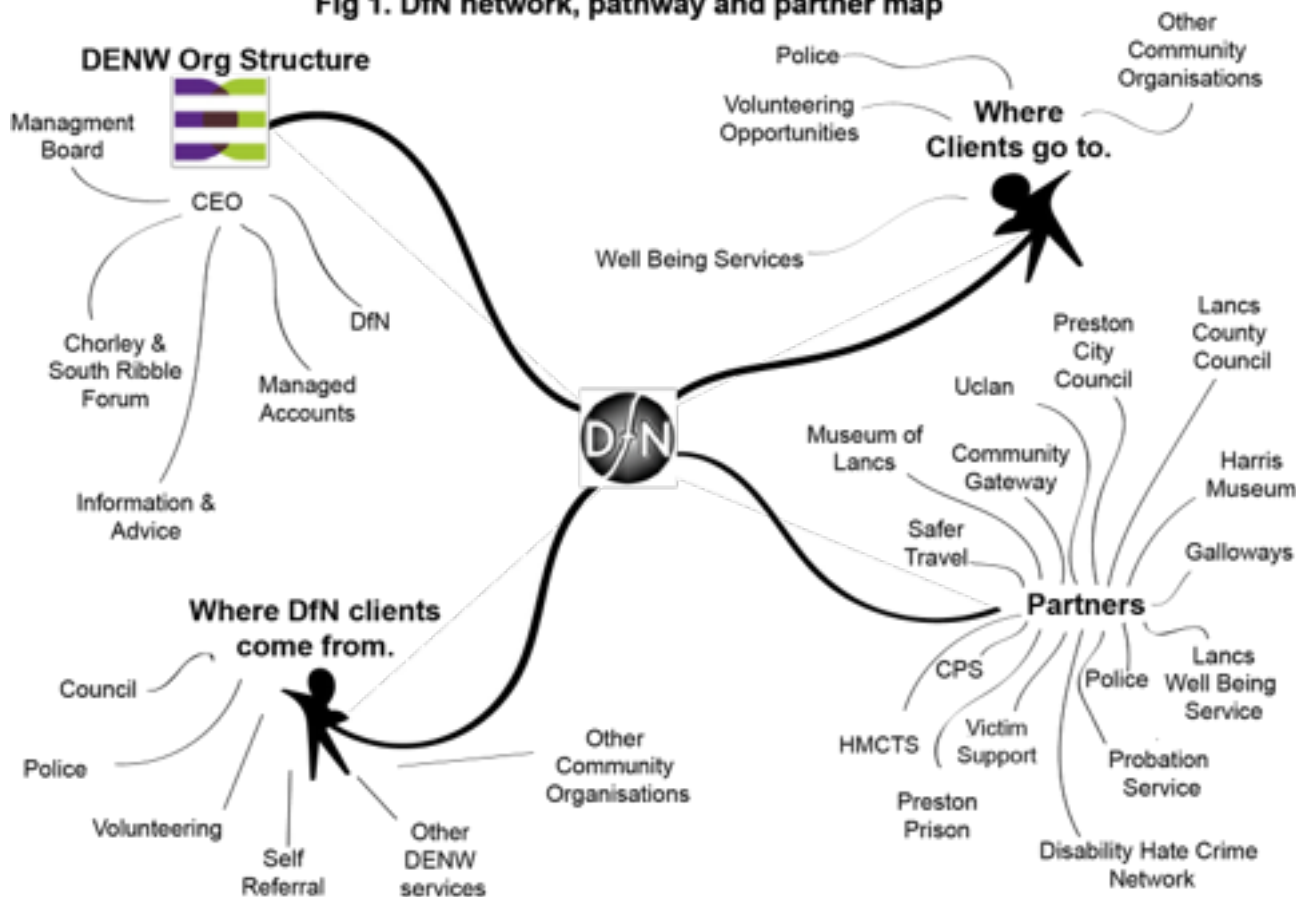 Fig 1. DfN network, pathway and partner map
DENW Org Structure
Managment
Board
CEO
DfN
Chorley &
South Ribble
Forum
Managed
Accounts
Information &
Advice
Police
Other
Community
Organisations
Volunteering
Opportunities
Where
Clients go to.
Well Being Services
DfN
Preston
City
Council
Lancs
County
Council
Uclan
Museum of
Lancs
Community
Gateway
Harris
Museum
Safer
Travel
Galloways
Partners
CPS
Police
Lancs
Well Being
Service
HMCTS
Victim
Support
Probation
Service
Preston
Prison
Disability Hate Crime
Network
Where DfN clients
come from.
Council
Police
Volunteering
Self
Referral
Other
DENW
services
Other
Community
Organisations